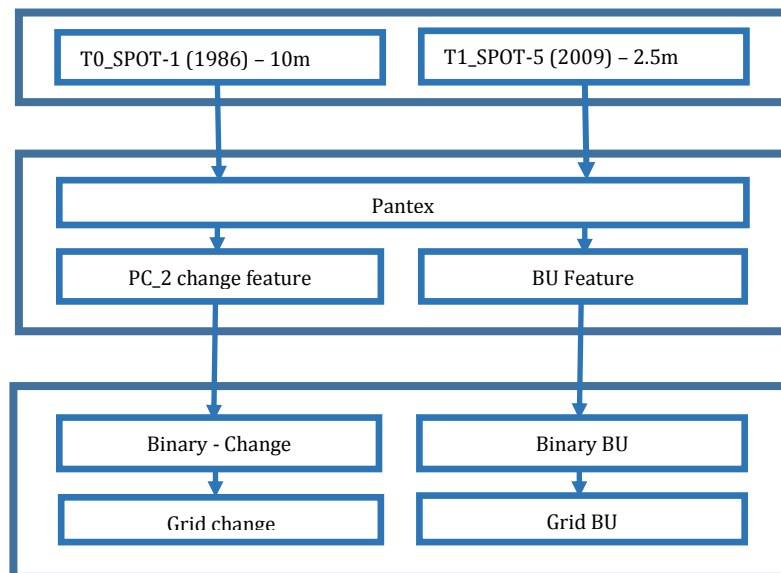 T0_SPOT-1 (1986) – 10m
T1_SPOT-5 (2009) – 2.5m
Pantex
PC_2 change feature
BU Feature
Binary - Change
Binary BU
Grid change
Grid BU